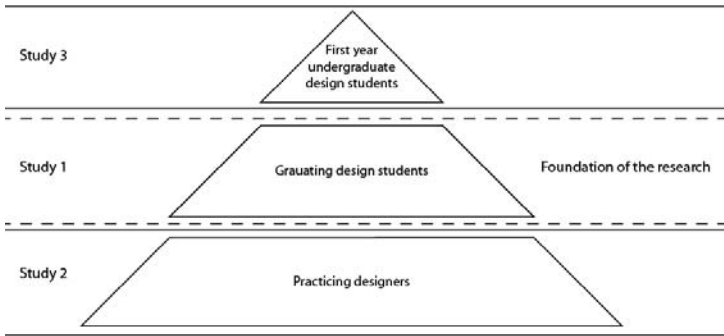 Study 3
First year
undergraduate
design students
Study 1
Grauating design students
Foundation of the research
Study 2
Practicing designers